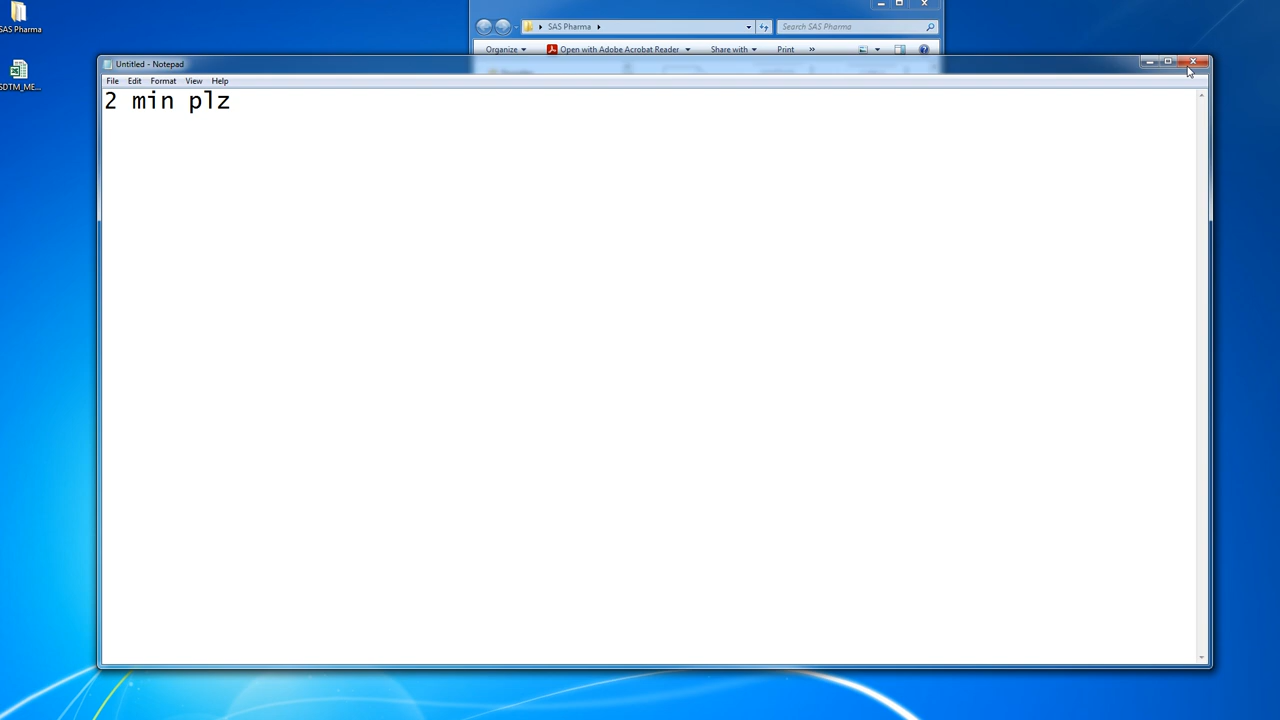 SAS Pharma
SAS Pharma
Search SAS Pharma
Organize
Open with Adobe Acrobat Reader
Share with
Print
»
Untitled - Notepad
File Edit Format View Help
2 min plz
SDTM_ME...